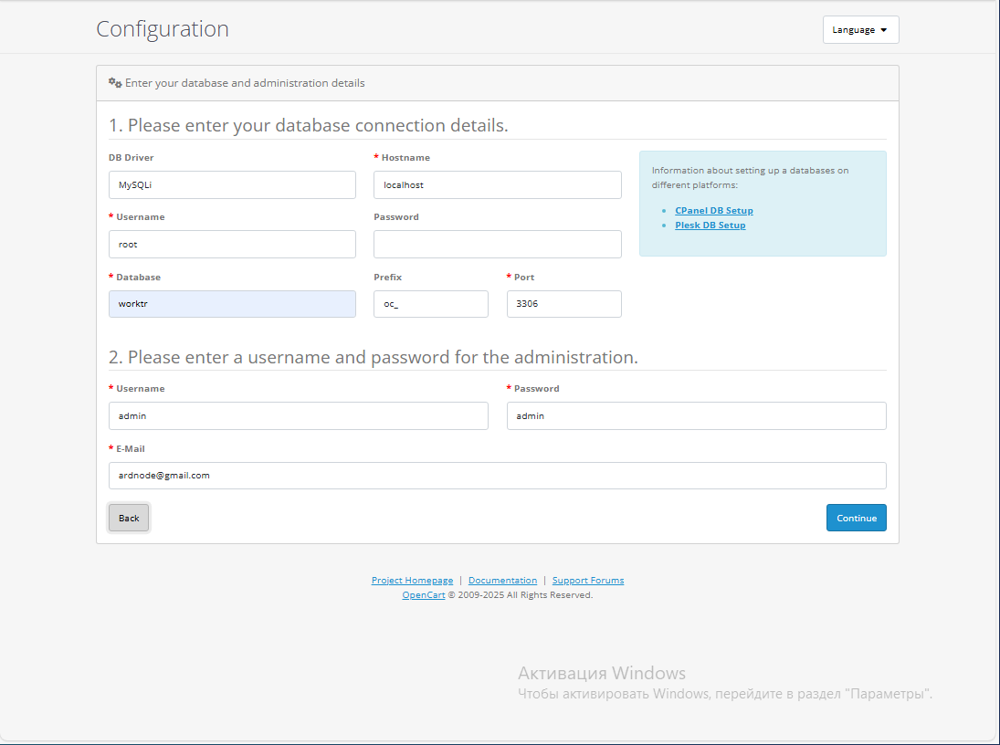 Configuration
Language
Enter your database and administration details
1. Please enter your database connection details.
DB Driver
* Hostname
MySQLi
localhost
Information about setting up a databases on
different platforms:
• CPanel DB Setup
• Plesk DB Setup
* Username
Password
root
* Database
Prefix
* Port
worktr
oc_
3306
2. Please enter a username and password for the administration.
* Username
* Password
admin
admin
* E-Mail
ardnode@gmail.com
Back
Continue
Project Homepage | Documentation | Support Forums
OpenCart © 2009-2025 All Rights Reserved.
Активация Windows
Чтобы активировать Windows, перейдите в раздел "Параметры".